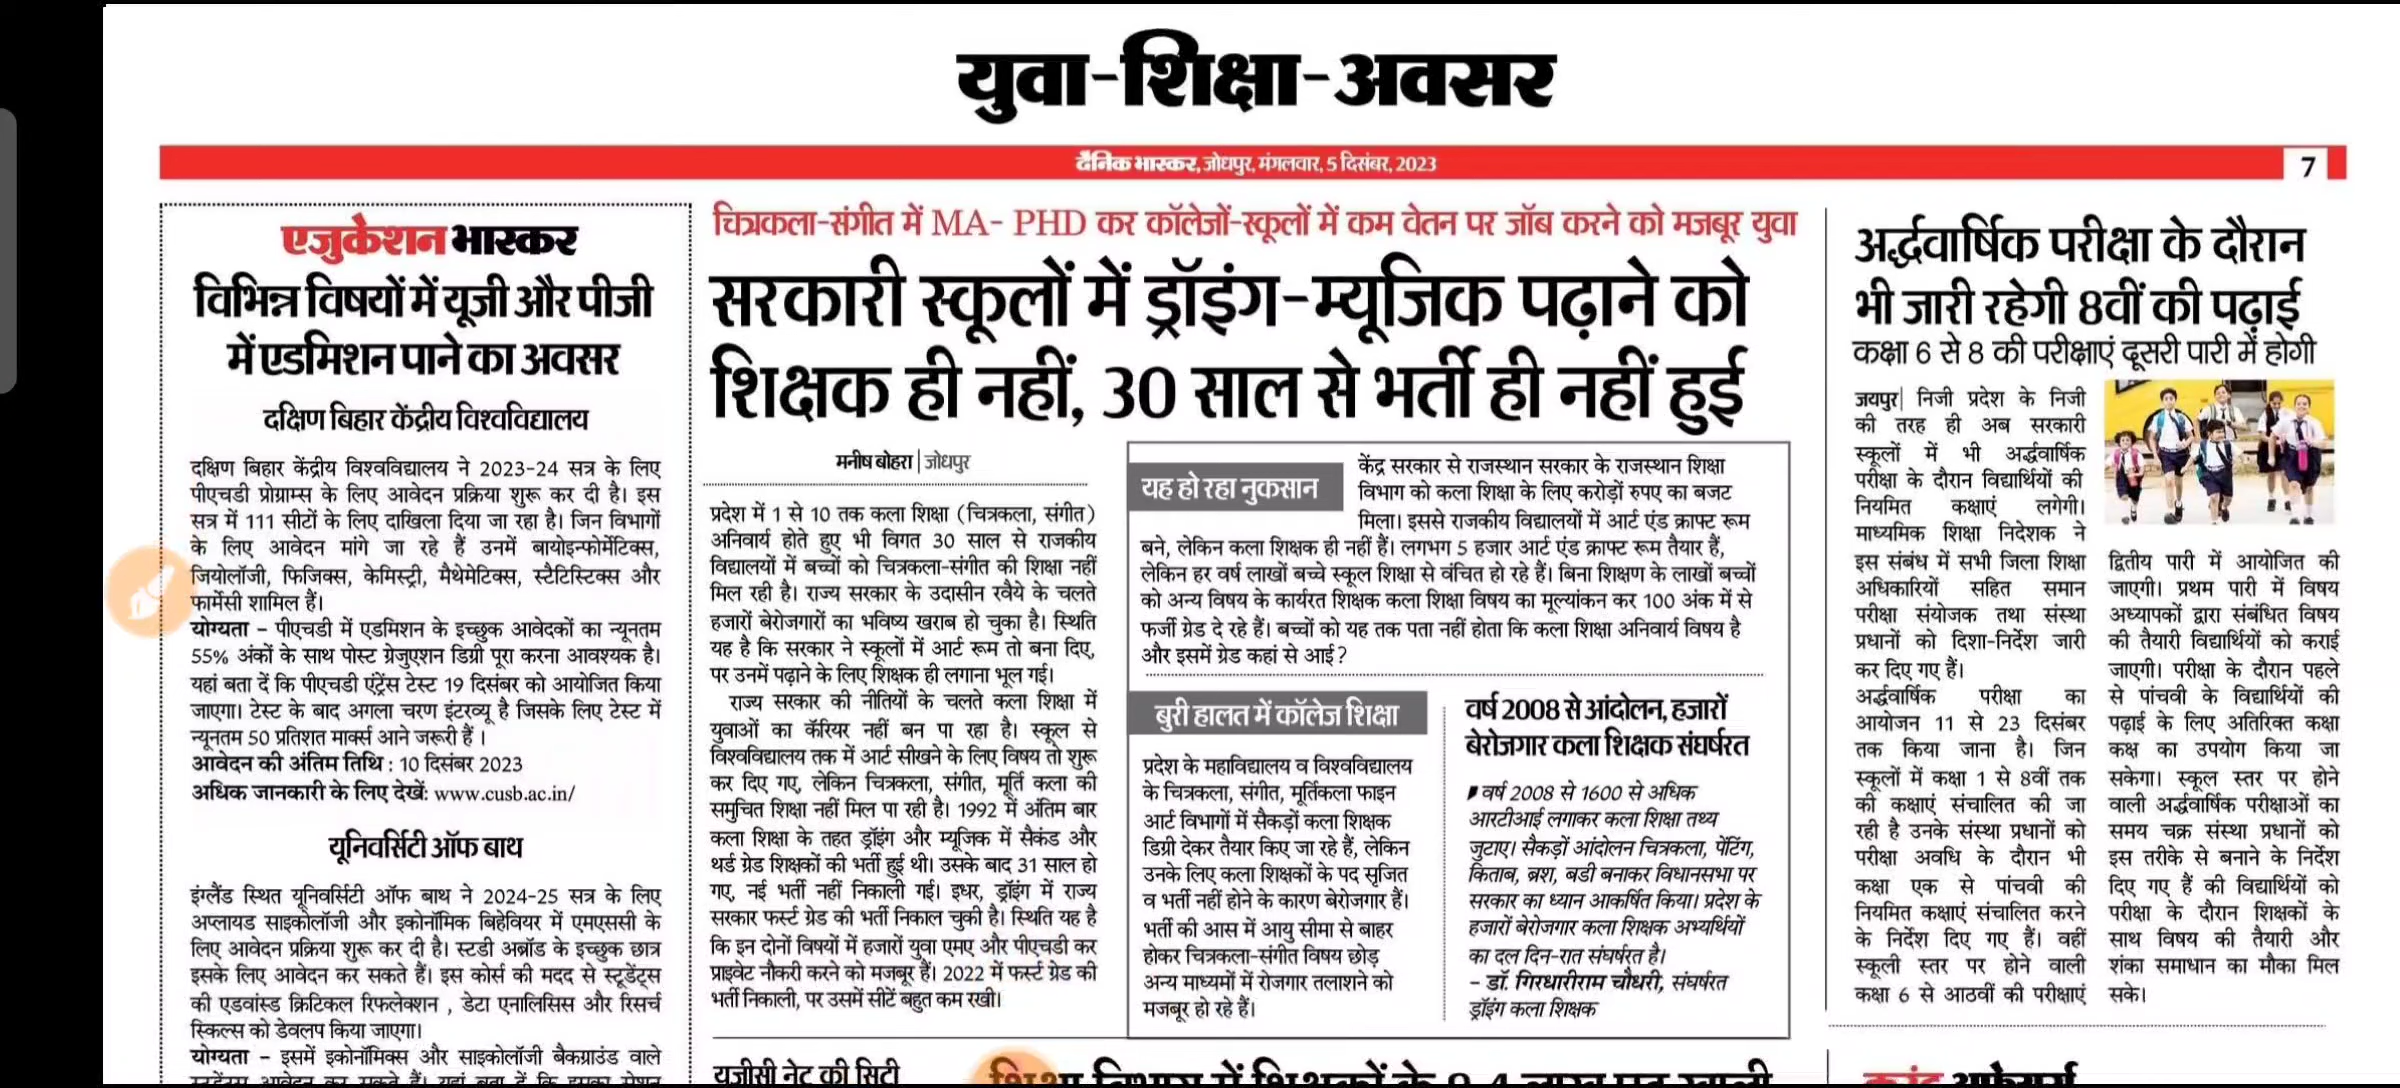 युवा-शिक्षा-अवसर
दैनिक भास्कर, जोधपुर, मंगलवार, 5 दिसंबर, 2023
7
एजुकेशन भास्कर
विभिन्न विषयों में यूजी और पीजी
में एडमिशन पाने का अवसर
दक्षिण बिहार केंद्रीय विश्वविद्यालय
दक्षिण बिहार केंद्रीय विश्वविद्यालय ने 2023-24 सत्र के लिए
पीएचडी प्रोग्राम्स के लिए आवेदन प्रक्रिया शुरू कर दी है। इस
सत्र में 111 सीटों के लिए दाखिला दिया जा रहा है। जिन विभागों
के लिए आवेदन मांगे जा रहे हैं उनमें बायोइन्फोर्मेटिक्स,
जियोलॉजी, फिजिक्स, केमिस्ट्री, मैथेमेटिक्स, स्टैटिस्टिक्स और
फार्मेसी शामिल हैं।
योग्यता - पीएचडी में एडमिशन के इच्छुक आवेदकों का न्यूनतम
55% अंकों के साथ पोस्ट ग्रेजुएशन डिग्री पूरा करना आवश्यक है।
यहां बता दें कि पीएचडी एंट्रेंस टेस्ट 19 दिसंबर को आयोजित किया
जाएगा। टेस्ट के बाद अगला चरण इंटरव्यू है जिसके लिए टेस्ट में
न्यूनतम 50 प्रतिशत मार्क्स आने जरूरी हैं ।
आवेदन की अंतिम तिथि : 10 दिसंबर 2023
अधिक जानकारी के लिए देखें: www.cusb.ac.in/
यूनिवर्सिटी ऑफ बाथ
इंग्लैंड स्थित यूनिवर्सिटी ऑफ बाथ ने 2024-25 सत्र के लिए
अप्लायड साइकोलॉजी और इकोनॉमिक बिहेवियर में एमएससी के
लिए आवेदन प्रक्रिया शुरू कर दी है। स्टडी अब्रॉड के इच्छुक छात्र
इसके लिए आवेदन कर सकते हैं। इस कोर्स की मदद से स्टूडेंट्स
की एडवांस्ड क्रिटिकल रिफलेक्शन , डेटा एनालिसिस और रिसर्च
स्किल्स को डेवलप किया जाएगा।
योग्यता - इसमें इकोनॉमिक्स और साइकोलॉजी बैकग्राउंड वाले
स्टूडेंट्स आवेदन कर सकते हैं। यहां बता दें कि इसका सेशन
चित्रकला-संगीत में MA- PHD कर कॉलेजों-स्कूलों में कम वेतन पर जॉब करने को मजबूर युवा
सरकारी स्कूलों में ड्रॉइंग-म्यूजिक पढ़ाने को
शिक्षक ही नहीं, 30 साल से भर्ती ही नहीं हुई
मनीष बोहरा | जोधपुर
प्रदेश में 1 से 10 तक कला शिक्षा (चित्रकला, संगीत)
अनिवार्य होते हुए भी विगत 30 साल से राजकीय
विद्यालयों में बच्चों को चित्रकला-संगीत की शिक्षा नहीं
मिल रही है। राज्य सरकार के उदासीन रवैये के चलते
हजारों बेरोजगारों का भविष्य खराब हो चुका है। स्थिति
यह है कि सरकार ने स्कूलों में आर्ट रूम तो बना दिए,
पर उनमें पढ़ाने के लिए शिक्षक ही लगाना भूल गई।
राज्य सरकार की नीतियों के चलते कला शिक्षा में
युवाओं का कॅरियर नहीं बन पा रहा है। स्कूल से
विश्वविद्यालय तक में आर्ट सीखने के लिए विषय तो शुरू
कर दिए गए, लेकिन चित्रकला, संगीत, मूर्ति कला की
समुचित शिक्षा नहीं मिल पा रही है। 1992 में अंतिम बार
कला शिक्षा के तहत ड्रॉइंग और म्यूजिक में सैकंड और
थर्ड ग्रेड शिक्षकों की भर्ती हुई थी। उसके बाद 31 साल हो
गए, नई भर्ती नहीं निकाली गई। इधर, ड्रॉइंग में राज्य
सरकार फर्स्ट ग्रेड की भर्ती निकाल चुकी है। स्थिति यह है
कि इन दोनों विषयों में हजारों युवा एमए और पीएचडी कर
प्राइवेट नौकरी करने को मजबूर हैं। 2022 में फर्स्ट ग्रेड की
भर्ती निकाली, पर उसमें सीटें बहुत कम रखी।
यह हो रहा नुकसान
केंद्र सरकार से राजस्थान सरकार के राजस्थान शिक्षा
विभाग को कला शिक्षा के लिए करोड़ों रुपए का बजट
मिला। इससे राजकीय विद्यालयों में आर्ट एंड क्राफ्ट रूम
बने, लेकिन कला शिक्षक ही नहीं हैं। लगभग 5 हजार आर्ट एंड क्राफ्ट रूम तैयार हैं,
लेकिन हर वर्ष लाखों बच्चे स्कूल शिक्षा से वंचित हो रहे हैं। बिना शिक्षण के लाखों बच्चों
को अन्य विषय के कार्यरत शिक्षक कला शिक्षा विषय का मूल्यांकन कर 100 अंक में से
फर्जी ग्रेड दे रहे हैं। बच्चों को यह तक पता नहीं होता कि कला शिक्षा अनिवार्य विषय है
और इसमें ग्रेड कहां से आई?
बुरी हालत में कॉलेज शिक्षा
प्रदेश के महाविद्यालय व विश्वविद्यालय
के चित्रकला, संगीत, मूर्तिकला फाइन
आर्ट विभागों में सैकड़ों कला शिक्षक
डिग्री देकर तैयार किए जा रहे हैं, लेकिन
उनके लिए कला शिक्षकों के पद सृजित
व भर्ती नहीं होने के कारण बेरोजगार हैं।
भर्ती की आस में आयु सीमा से बाहर
होकर चित्रकला-संगीत विषय छोड़
अन्य माध्यमों में रोजगार तलाशने को
मजबूर हो रहे हैं।
वर्ष 2008 से आंदोलन, हजारों
बेरोजगार कला शिक्षक संघर्षरत
वर्ष 2008 से 1600 से अधिक
आरटीआई लगाकर कला शिक्षा तथ्य
जुटाए। सैकड़ों आंदोलन चित्रकला, पेंटिंग,
किताब, ब्रश, बडी बनाकर विधानसभा पर
सरकार का ध्यान आकर्षित किया। प्रदेश के
हजारों बेरोजगार कला शिक्षक अभ्यर्थियों
का दल दिन-रात संघर्षरत है।
- डॉ. गिरधारीराम चौधरी, संघर्षरत
ड्रॉइंग कला शिक्षक
अर्द्धवार्षिक परीक्षा के दौरान
भी जारी रहेगी 8वीं की पढ़ाई
कक्षा 6 से 8 की परीक्षाएं दूसरी पारी में होगी
जयपुर| निजी प्रदेश के निजी
की तरह ही अब सरकारी
स्कूलों में भी अर्द्धवार्षिक
परीक्षा के दौरान विद्यार्थियों की
नियमित कक्षाएं लगेगी।
माध्यमिक शिक्षा निदेशक ने
इस संबंध में सभी जिला शिक्षा
अधिकारियों सहित समान
परीक्षा संयोजक तथा संस्था
प्रधानों को दिशा-निर्देश जारी
कर दिए गए हैं।
अर्द्धवार्षिक परीक्षा का
आयोजन 11 से 23 दिसंबर
तक किया जाना है। जिन
स्कूलों में कक्षा 1 से 8वीं तक
की कक्षाएं संचालित की जा
रही है उनके संस्था प्रधानों को
परीक्षा अवधि के दौरान भी
कक्षा एक से पांचवी की
नियमित कक्षाएं संचालित करने
के निर्देश दिए गए हैं। वहीं
स्कूली स्तर पर होने वाली
कक्षा 6 से आठवीं की परीक्षाएं
द्वितीय पारी में आयोजित की
जाएगी। प्रथम पारी में विषय
अध्यापकों द्वारा संबंधित विषय
की तैयारी विद्यार्थियों को कराई
जाएगी। परीक्षा के दौरान पहले
से पांचवी के विद्यार्थियों की
पढ़ाई के लिए अतिरिक्त कक्षा
कक्ष का उपयोग किया जा
सकेगा। स्कूल स्तर पर होने
वाली अर्द्धवार्षिक परीक्षाओं का
समय चक्र संस्था प्रधानों को
इस तरीके से बनाने के निर्देश
दिए गए हैं की विद्यार्थियों को
परीक्षा के दौरान शिक्षकों के
साथ विषय की तैयारी और
शंका समाधान का मौका मिल
सके।
यूजीसी नेट की सिटी
शिक्षा विभाग में शिक्षकों के 9.4 लाख पद खाली
करंट अफेयर्स